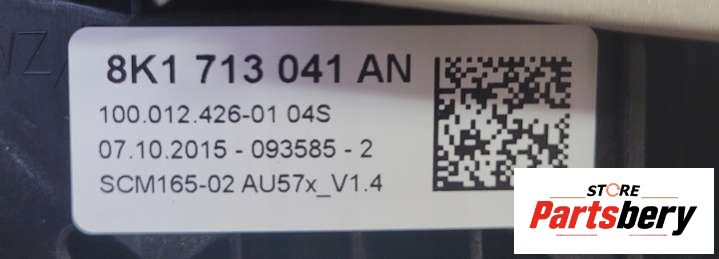 8K1 713 041 AN
100.012.426-01 04S
07.10.2015 - 093585 - 2
SCM165-02 AU57x_V1.4
STORE
Partsbery